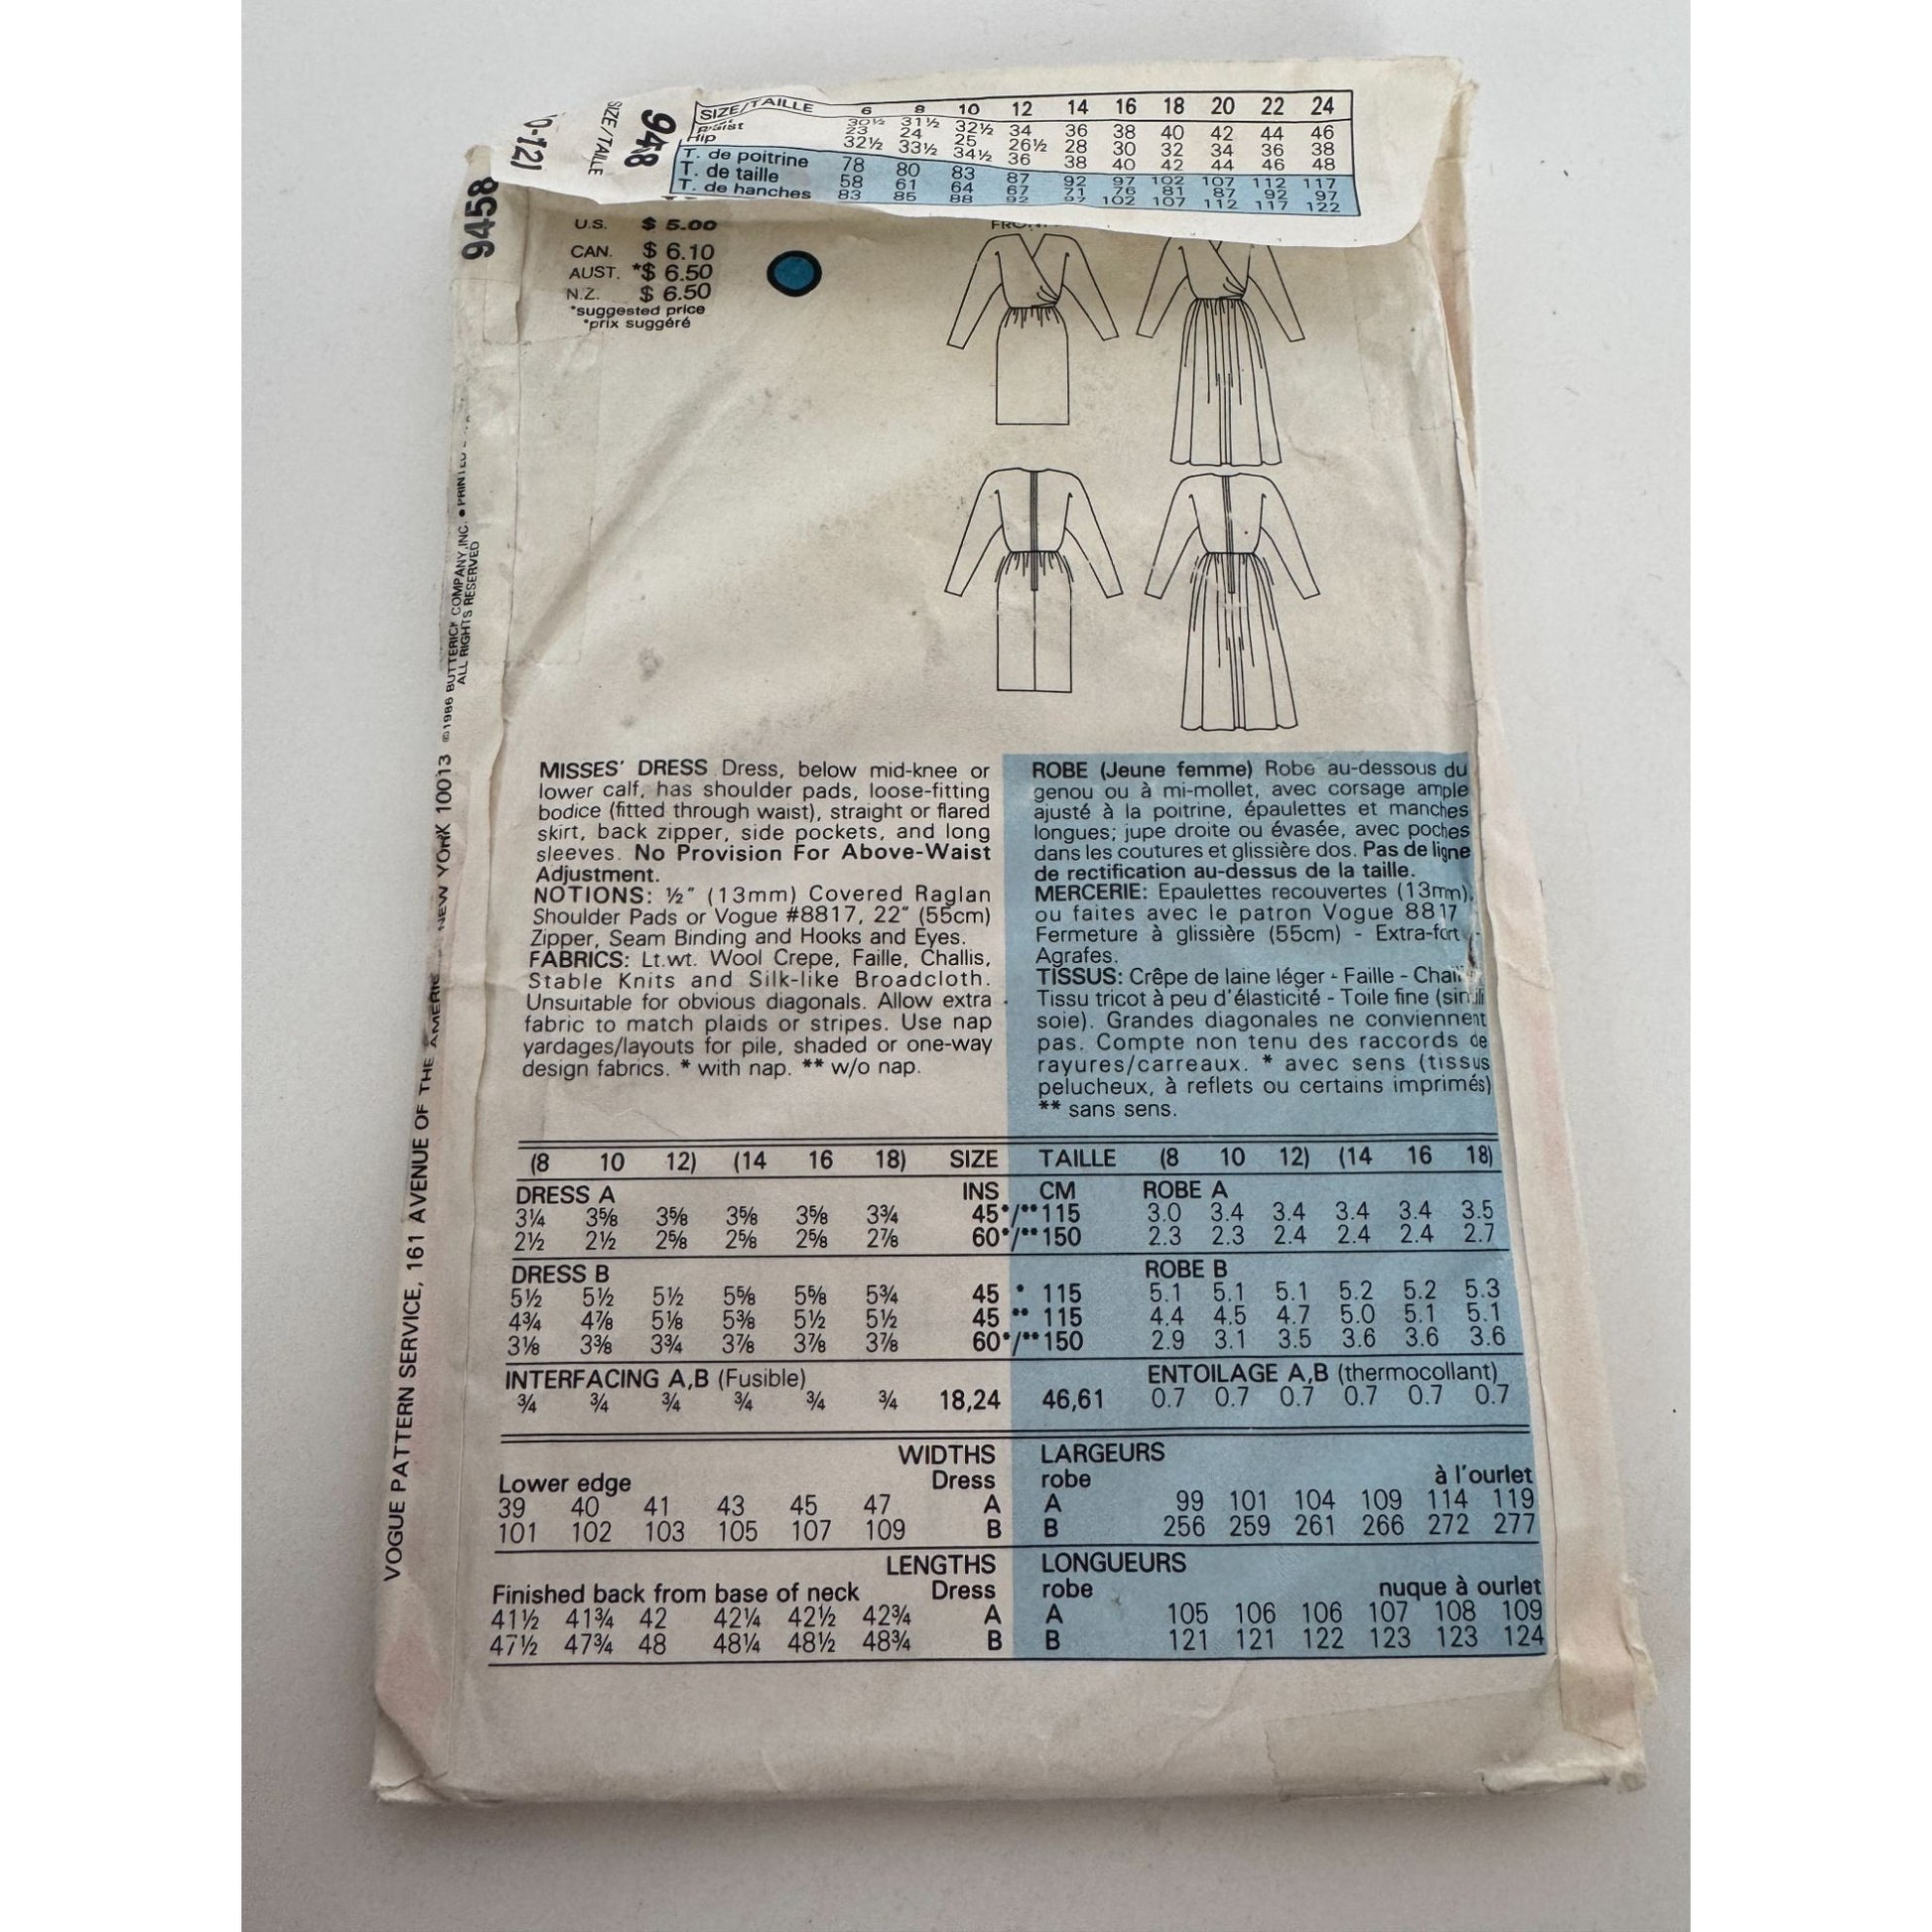 SIZE/TAILLE 6 8 10 12 14 16 18 20 22 24
30½ 31½ 32½ 34 36 38 40 42 44 46
23 24 25 26½ 28 30 32 34 36 38
Hip 32½ 33½ 34½ 36 38 40 42 44 46 48
T. de poitrine 78 80 83 87 92 97 102 107 112 117
T. de taille 58 61 64 67 71 76 81 87 92 97
T. de hanches 83 85 88 92 97 102 107 112 117 122
SIZE/TAILLE
9458
U.S. $ 5.00
CAN. $ 6.10
AUST. *$ 6.50
N.Z. $ 6.50
*suggested price
*prix suggéré
MISSES' DRESS Dress, below mid-knee or
lower calf, has shoulder pads, loose-fitting
bodice (fitted through waist), straight or flared
skirt, back zipper, side pockets, and long
sleeves. No Provision For Above-Waist
Adjustment.
NOTIONS: ½" (13mm) Covered Raglan
Shoulder Pads or Vogue #8817, 22" (55cm)
Zipper, Seam Binding and Hooks and Eyes.
FABRICS: Lt.wt. Wool Crepe, Faille, Challis,
Stable Knits and Silk-like Broadcloth.
Unsuitable for obvious diagonals. Allow extra
fabric to match plaids or stripes. Use nap
yardages/layouts for pile, shaded or one-way
design fabrics. * with nap. ** w/o nap.
ROBE (Jeune femme) Robe au-dessous du
genou ou à mi-mollet, avec corsage ample
ajusté à la poitrine, épaulettes et manches
longues; jupe droite ou évasée, avec poches
dans les coutures et glissière dos. Pas de ligne
de rectification au-dessus de la taille.
MERCERIE: Epaulettes recouvertes (13mm)
ou faites avec le patron Vogue 8817
Fermeture à glissière (55cm) - Extra-fort -
Agrafes.
TISSUS: Crêpe de laine léger - Faille -
Tissu tricot à peu d'élasticité - Toile fine
soie). Grandes diagonales ne conviennent
pas. Compte non tenu des raccords de
rayures/carreaux. * avec sens (tissus
pelucheux, à reflets ou certains imprimés)
** sans sens.
(8 10 12) (14 16 18) SIZE TAILLE (8 10 12) (14 16 18)
DRESS A INS CM ROBE A
3¼ 3⅝ 3⅝ 3⅝ 3⅝ 3¾ 45*/**115 3.0 3.4 3.4 3.4 3.4 3.5
2½ 2½ 2⅝ 2⅝ 2⅝ 2⅞ 60*/**150 2.3 2.3 2.4 2.4 2.4 2.7
DRESS B ROBE B
5½ 5½ 5½ 5⅝ 5⅝ 5¾ 45 * 115 5.1 5.1 5.1 5.2 5.2 5.3
4¾ 4⅞ 5⅛ 5⅜ 5½ 5½ 45 ** 115 4.4 4.5 4.7 5.0 5.1 5.1
3⅛ 3⅜ 3¾ 3⅞ 3⅞ 3⅞ 60*/**150 2.9 3.1 3.5 3.6 3.6 3.6
INTERFACING A,B (Fusible) ENTOILAGE A,B (thermocollant)
¾ ¾ ¾ ¾ ¾ ¾ 18,24 46,61 0.7 0.7 0.7 0.7 0.7 0.7
WIDTHS LARGEURS
Lower edge Dress robe à l'ourlet
39 40 41 43 45 47 A A 99 101 104 109 114 119
101 102 103 105 107 109 B B 256 259 261 266 272 277
LENGTHS LONGUEURS
Finished back from base of neck Dress robe nuque à ourlet
41½ 41¾ 42 42¼ 42½ 42¾ A A 105 106 106 107 108 109
47½ 47¾ 48 48¼ 48½ 48¾ B B 121 121 122 123 123 124
VOGUE PATTERN SERVICE, 161 AVENUE OF THE NEW YORK 10013 ©1986 BUTTERICK COMPANY, INC. • PRINTED
ALL RIGHTS RESERVED